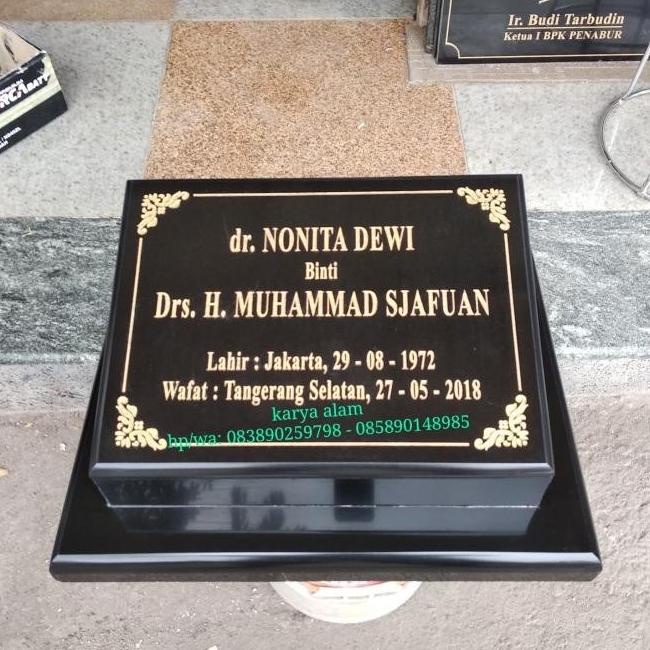 Ir. Budi Tarbudin
Ketua I BPK PENABUR
dr. NONITA DEWI
Binti
Drs. H. MUHAMMAD SJAFUAN
Lahir : Jakarta, 29 - 08 - 1972
Wafat : Tangerang Selatan, 27 - 05 - 2018
karya alam
hp/wa: 083890259798 - 085890148985